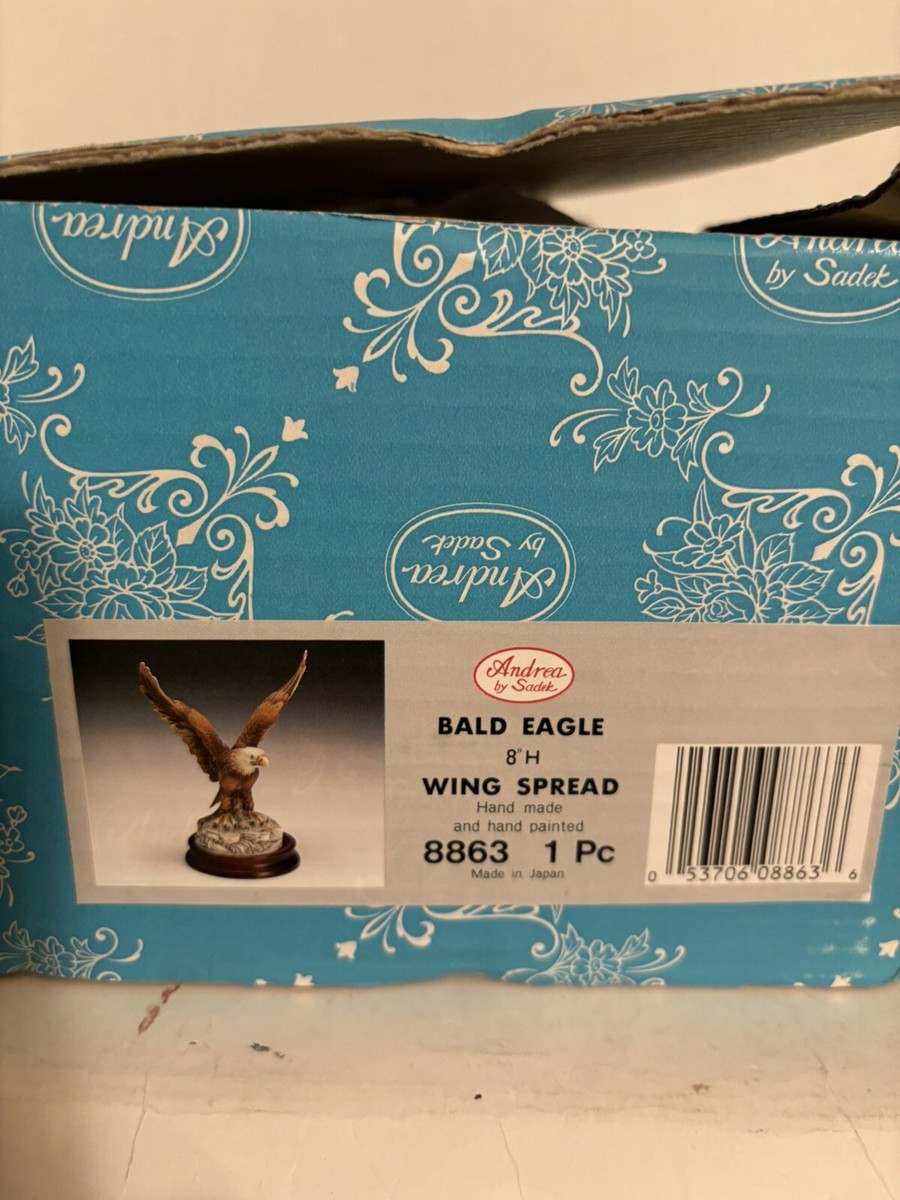 Andrea
Andrea
by Sadek
Andrea
by Sadek
Andrea
by Sadek
BALD EAGLE
8"H
WING SPREAD
Hand made
and hand painted
8863 1 Pc
Made in Japan
0 53706 08863 6